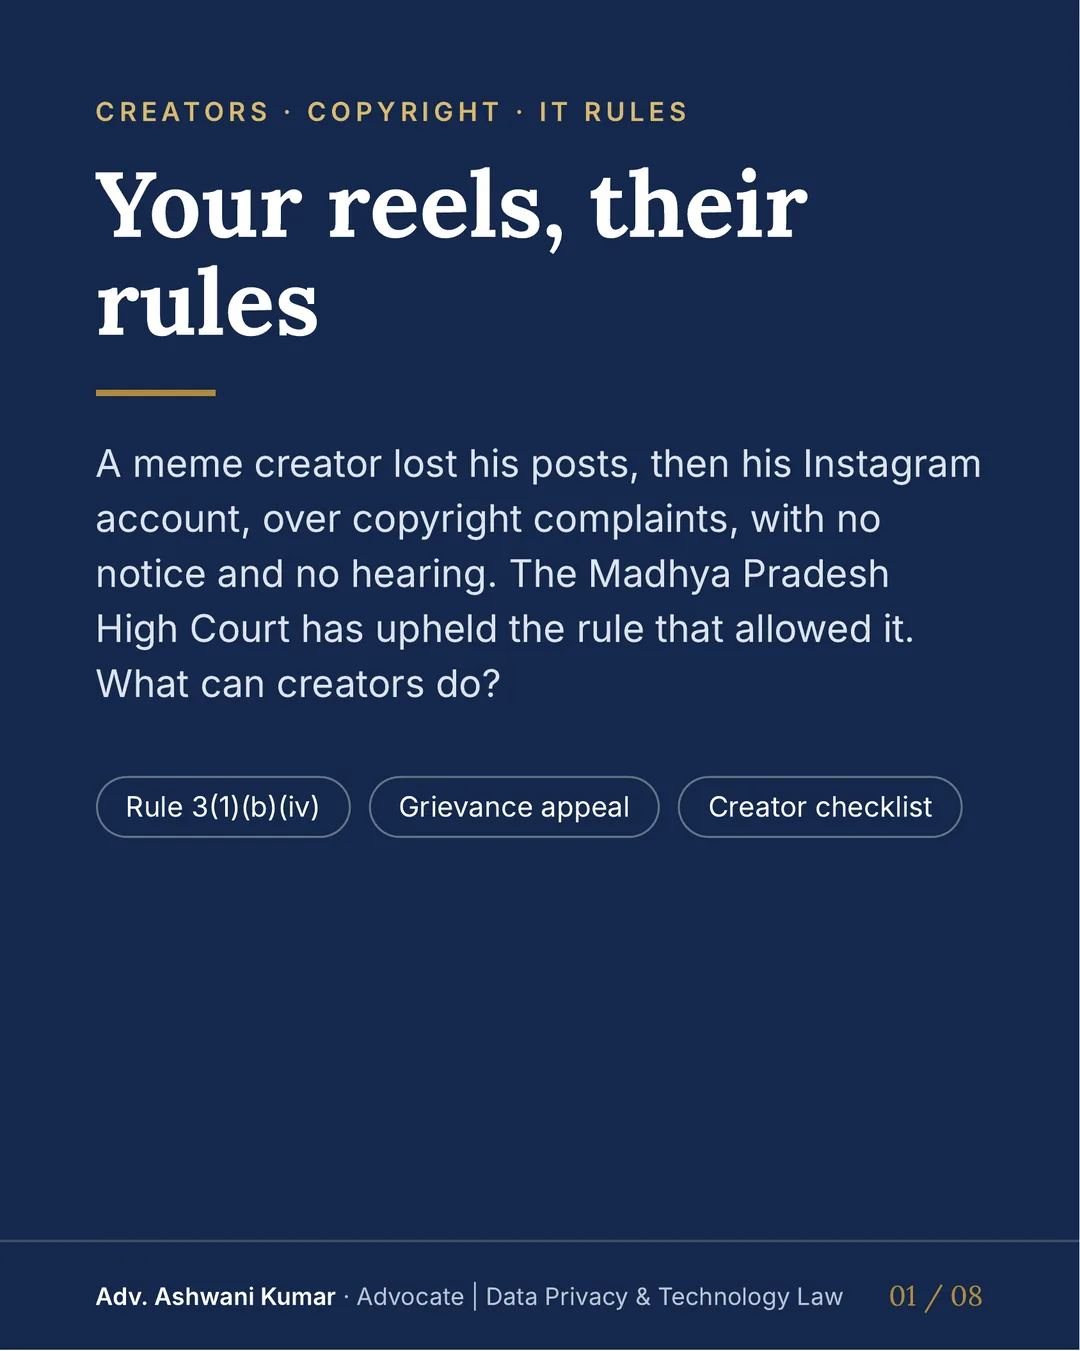 CREATORS · COPYRIGHT · IT RULES
Your reels, their
rules
A meme creator lost his posts, then his Instagram
account, over copyright complaints, with no
notice and no hearing. The Madhya Pradesh
High Court has upheld the rule that allowed it.
What can creators do?
Rule 3(1)(b)(iv)
Grievance appeal
Creator checklist
Adv. Ashwani Kumar · Advocate | Data Privacy & Technology Law
01 / 08